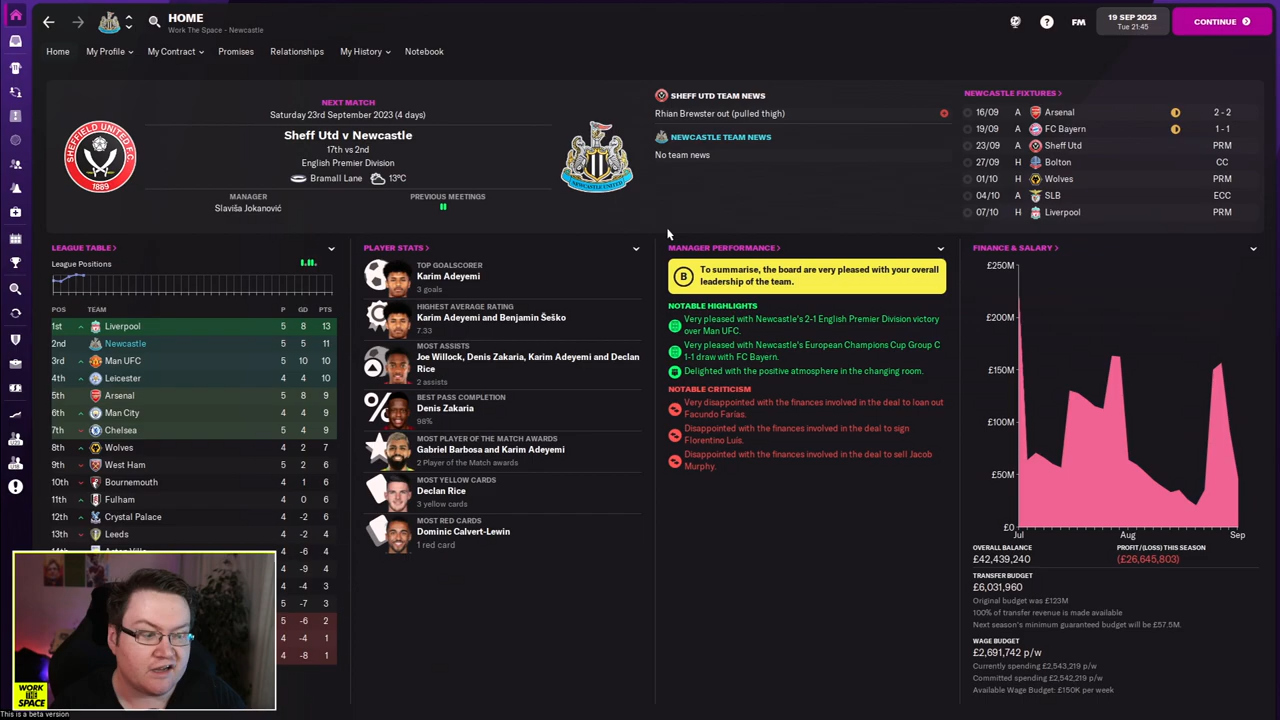 HOME
Work The Space - Newcastle
FM
19 SEP 2023
Tue 21:45
CONTINUE
Home
My Profile
My Contract
Promises
Relationships
My History
Notebook
NEXT MATCH
Saturday 23rd September 2023 (4 days)
Sheff Utd v Newcastle
17th vs 2nd
English Premier Division
Bramall Lane 13°C
MANAGER
Slaviša Jokanović
PREVIOUS MEETINGS
SHEFFIELD UNITED F.C.
1889
NEWCASTLE UNITED
SHEFF UTD TEAM NEWS
Rhian Brewster out (pulled thigh)
NEWCASTLE TEAM NEWS
No team news
NEWCASTLE FIXTURES >
16/09 A Arsenal 2 - 2
19/09 A FC Bayern 1 - 1
23/09 A Sheff Utd PRM
27/09 H Bolton CC
01/10 H Wolves PRM
04/10 A SLB ECC
07/10 H Liverpool PRM
LEAGUE TABLE >
League Positions
POS TEAM P GD PTS
1st Liverpool 5 8 13
2nd Newcastle 5 5 11
3rd Man UFC 5 10 10
4th Leicester 4 4 10
5th Arsenal 5 8 9
6th Man City 4 4 9
7th Chelsea 5 4 9
8th Wolves 4 2 7
9th West Ham 5 2 6
10th Bournemouth 4 1 6
11th Fulham 4 0 6
12th Crystal Palace 4 -2 6
13th Leeds 4 -2 4
4 -6 4
4 -9 4
4 -4 3
5 -7 3
5 -6 2
4 -4 1
4 -8 1
PLAYER STATS >
TOP GOALSCORER
Karim Adeyemi
3 goals
HIGHEST AVERAGE RATING
Karim Adeyemi and Benjamin Šeško
7.33
MOST ASSISTS
Joe Willock, Denis Zakaria, Karim Adeyemi and Declan
Rice
2 assists
BEST PASS COMPLETION
Denis Zakaria
98%
MOST PLAYER OF THE MATCH AWARDS
Gabriel Barbosa and Karim Adeyemi
2 Player of the Match awards
MOST YELLOW CARDS
Declan Rice
3 yellow cards
MOST RED CARDS
Dominic Calvert-Lewin
1 red card
MANAGER PERFORMANCE >
B
To summarise, the board are very pleased with your overall
leadership of the team.
NOTABLE HIGHLIGHTS
Very pleased with Newcastle's 2-1 English Premier Division victory
over Man UFC.
Very pleased with Newcastle's European Champions Cup Group C
1-1 draw with FC Bayern.
Delighted with the positive atmosphere in the changing room.
NOTABLE CRITICISM
Very disappointed with the finances involved in the deal to loan out
Facundo Farías.
Disappointed with the finances involved in the deal to sign
Florentino Luís.
Disappointed with the finances involved in the deal to sell Jacob
Murphy.
FINANCE & SALARY >
£250M
£200M
£150M
£100M
£50M
£0
Jul Aug Sep
OVERALL BALANCE
£42,439,240
PROFIT/(LOSS) THIS SEASON
(£26,645,803)
TRANSFER BUDGET
£6,031,960
Original budget was £123M
100% of transfer revenue is made available
Next season's minimum guaranteed budget will be £57.5M.
WAGE BUDGET
£2,691,742 p/w
Currently spending £2,543,219 p/w
Committed spending £2,542,219 p/w
Available Wage Budget: £150K per week
WORK
THE
SPACE
This is a beta version